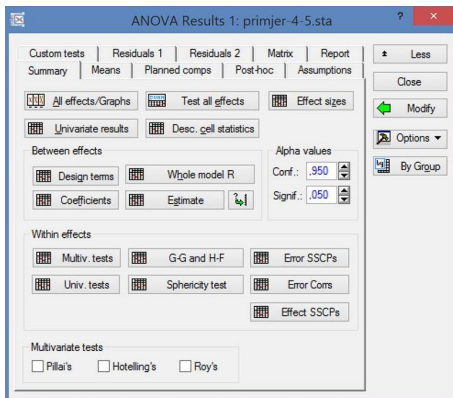 ANOVA Results 1: primjer-4-5.sta
?
×
Custom tests
Residuals 1
Residuals 2
Matrix
Report
Summary
Means
Planned comps
Post-hoc
Assumptions
All effects/Graphs
Test all effects
Effect sizes
Univariate results
Desc. cell statistics
Between effects
Design terms
Whole model R
Coefficients
Estimate
Alpha values
Conf.: ,950
Signif.: ,050
Within effects
Multiv. tests
G-G and H-F
Error SSCPs
Univ. tests
Sphericity test
Error Corrs
Effect SSCPs
Multivariate tests
Pillai's
Hotelling's
Roy's
Less
Close
Modify
Options
By Group